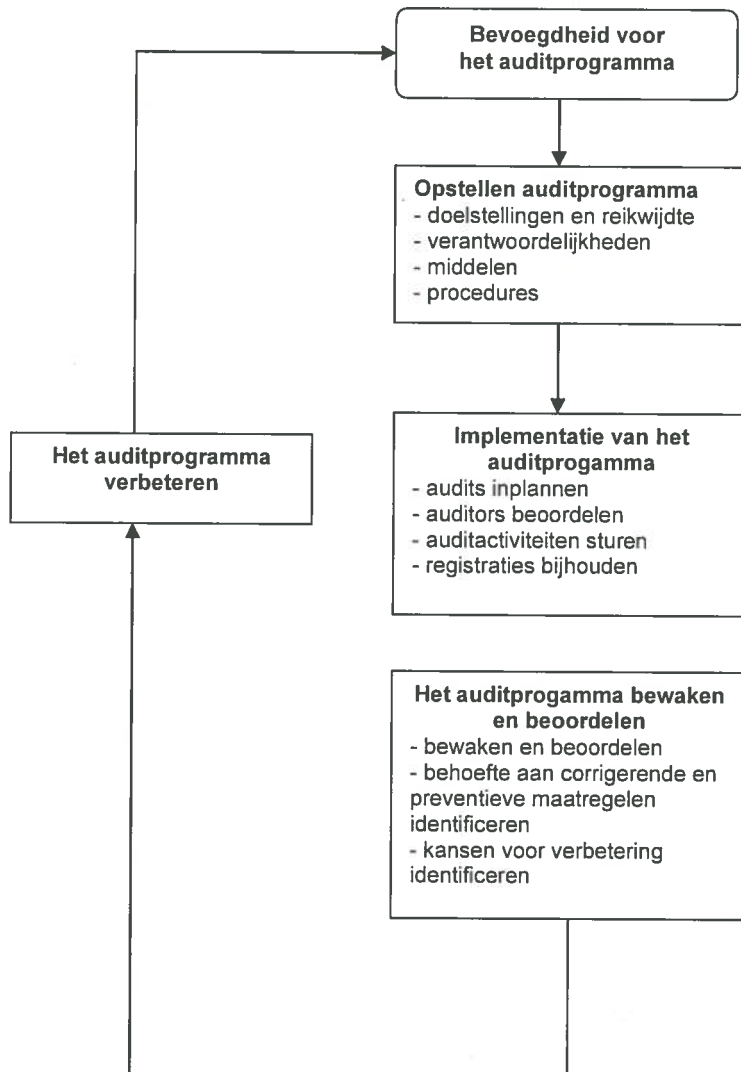 Bevoegdheid voor
het auditprogramma
Opstellen auditprogramma
- doelstellingen en reikwijdte
- verantwoordelijkheden
- middelen
- procedures
Implementatie van het
auditprogamma
- audits inplannen
- auditors beoordelen
- auditactiviteiten sturen
- registraties bijhouden
Het auditprogramma
verbeteren
Het auditprogamma bewaken
en beoordelen
- bewaken en beoordelen
- behoefte aan corrigerende en
preventieve maatregelen
identificeren
- kansen voor verbetering
identificeren